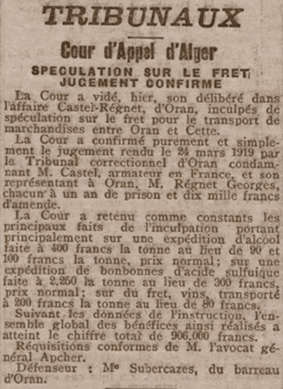 TRIBUNAUX
Cour d'Appel d'Alger
SPECULATION SUR LE FRET,
JUCEMENT CONFIRME
La Cour a vidé, hier, son délibéré dans
l'affaire Castel-Régnet, d'Oran, inculpés de
spéculation sur le fret pour le transport de
marchandises entre Oran et Cette.
La Cour a confirmé purement et simple-
ment le jugement rendu le 24 mars 1919 par
le Tribunal correctionnel d'Oran condam-
nant M. Castel, armateur en France, et son
représentant à Oran, M. Régnet Georges,
chacun à un an de prison et dix mille francs
d'amende.
La Cour a retenu comme constants les
principaux faits de l'inculpation portant
principalement sur une expédition d'alcool
faite à 400 francs la tonne au lieu de 90 et
100 francs la tonne, prix normal; sur une
expédition de bonbonnes d'acide sulfuique
faite à 2,250 la tonne au lieu de 300 francs,
prix normal; sur du fret, vins, transporté
à 200 francs la tonne au lieu de 80 francs.
Suivant les données de l'instruction, l'en-
semble global des bénéfices ainsi réalisés a
atteint le chiffre total de 906,000 francs.
Réquisitions conformes de M. l'avocat gé-
néral Apcher.
Défenseur : Me Subercazes, du barreau
d'Oran.